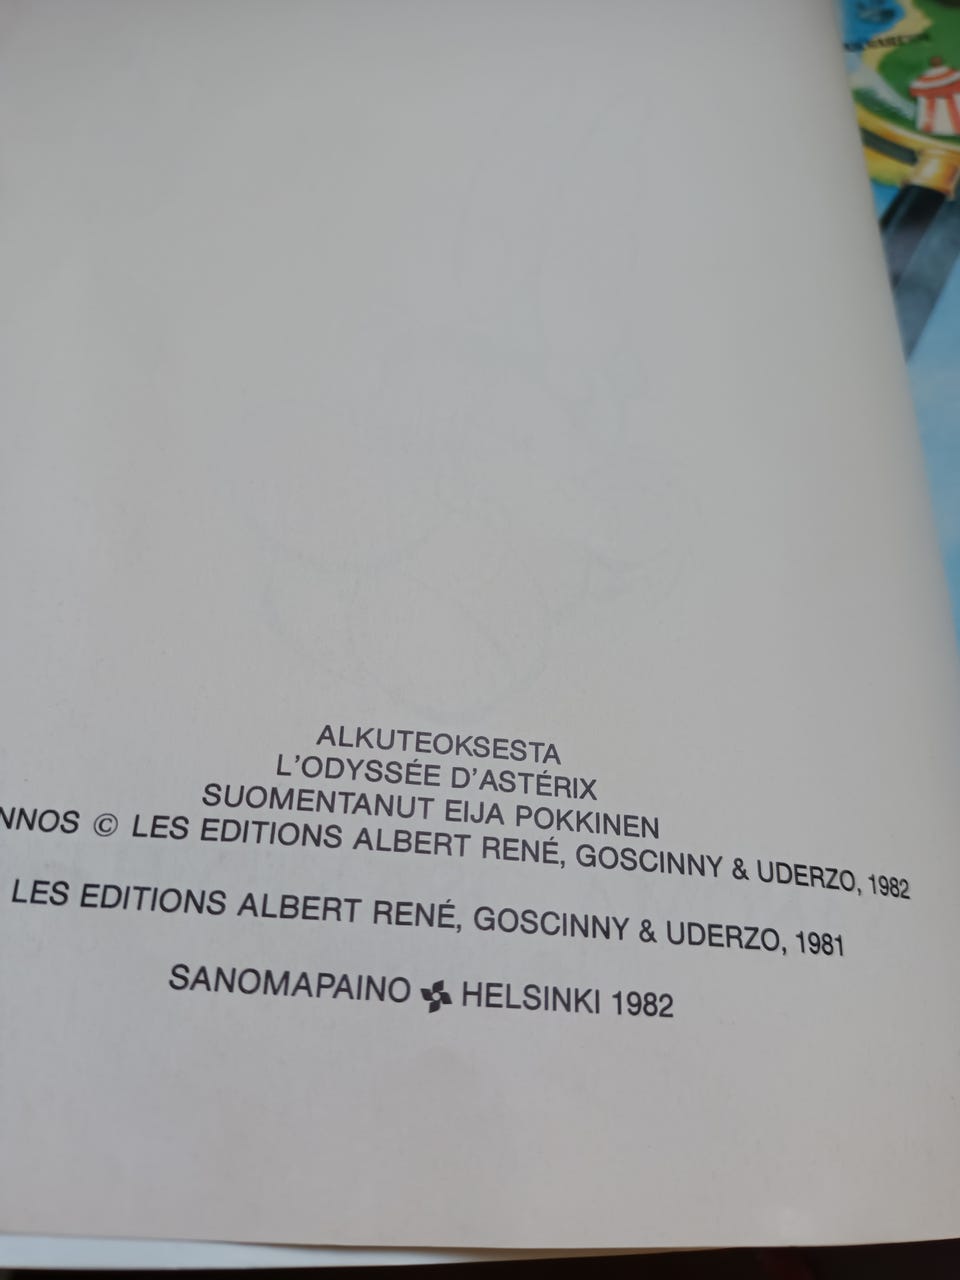 ALKUTEOKSESTA
L'ODYSSÉE D'ASTÉRIX
SUOMENTANUT EIJA POKKINEN
NNOS © LES EDITIONS ALBERT RENÉ, GOSCINNY & UDERZO, 1982
LES EDITIONS ALBERT RENÉ, GOSCINNY & UDERZO, 1981
SANOMAPAINO HELSINKI 1982